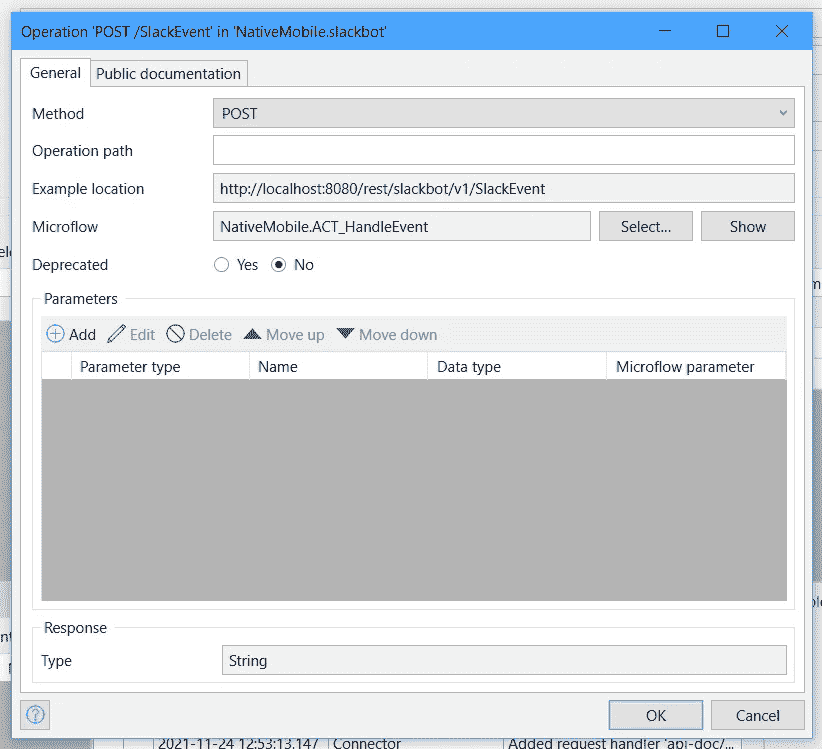 Operation 'POST /SlackEvent' in 'NativeMobile.slackbot'
General Public documentation
Method POST
Operation path
Example location http://localhost:8080/rest/slackbot/v1/SlackEvent
Microflow NativeMobile.ACT_HandleEvent Select... Show
Deprecated Yes No
Parameters
Add Edit Delete Move up Move down
Parameter type Name Data type Microflow parameter
Response
Type String
? OK Cancel
2021-11-24 12:53:13.147 Connector Added request handler 'api-doc/...